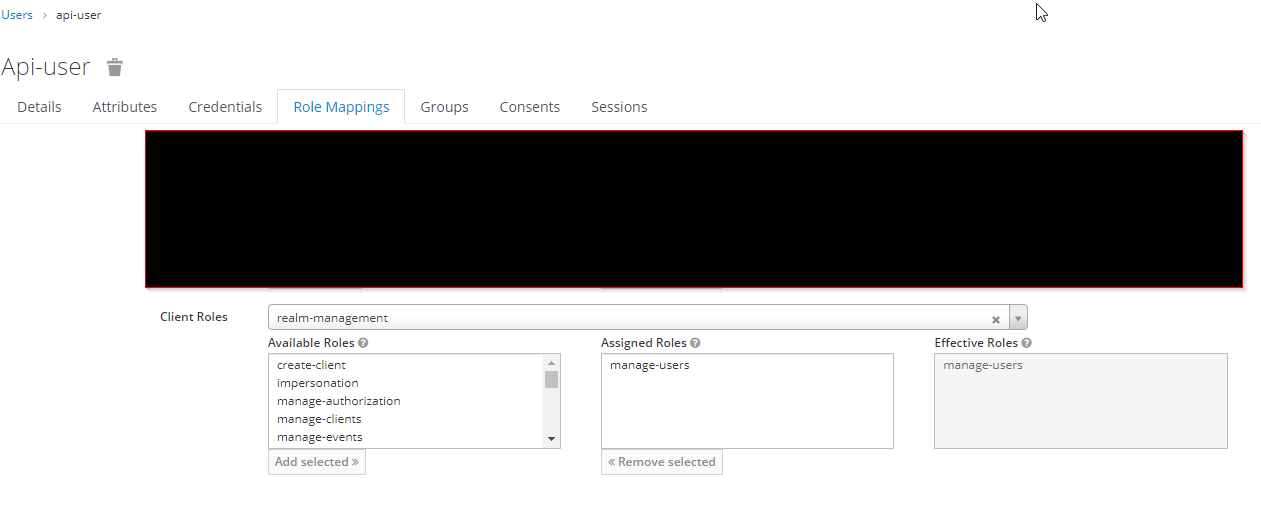 Users > api-user
Api-user
Details Attributes Credentials Role Mappings Groups Consents Sessions
Client Roles realm-management
Available Roles Assigned Roles Effective Roles
create-client manage-users manage-users
impersonation
manage-authorization
manage-clients
manage-events
Add selected » « Remove selected